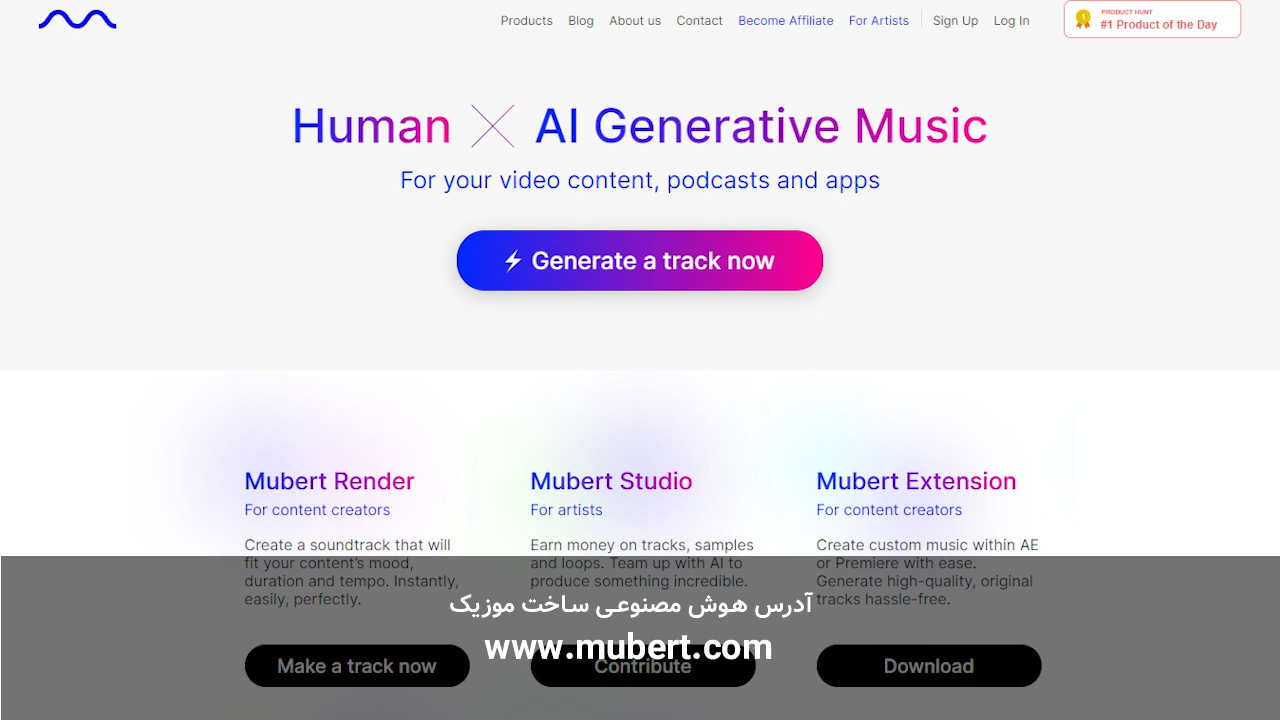 Products Blog About us Contact Become Affiliate For Artists Sign Up Log In
PRODUCT HUNT
#1 Product of the Day
1
Human X AI Generative Music
For your video content, podcasts and apps
Generate a track now
Mubert Render
For content creators
Create a soundtrack that will
fit your content's mood,
duration and tempo. Instantly,
easily, perfectly.
Make a track now
Mubert Studio
For artists
Earn money on tracks, samples
and loops. Team up with AI to
produce something incredible.
Contribute
Mubert Extension
For content creators
Create custom music within AE
or Premiere with ease.
Generate high-quality, original
tracks hassle-free.
Download
آدرس هوش مصنوعی ساخت موزیک
www.mubert.com